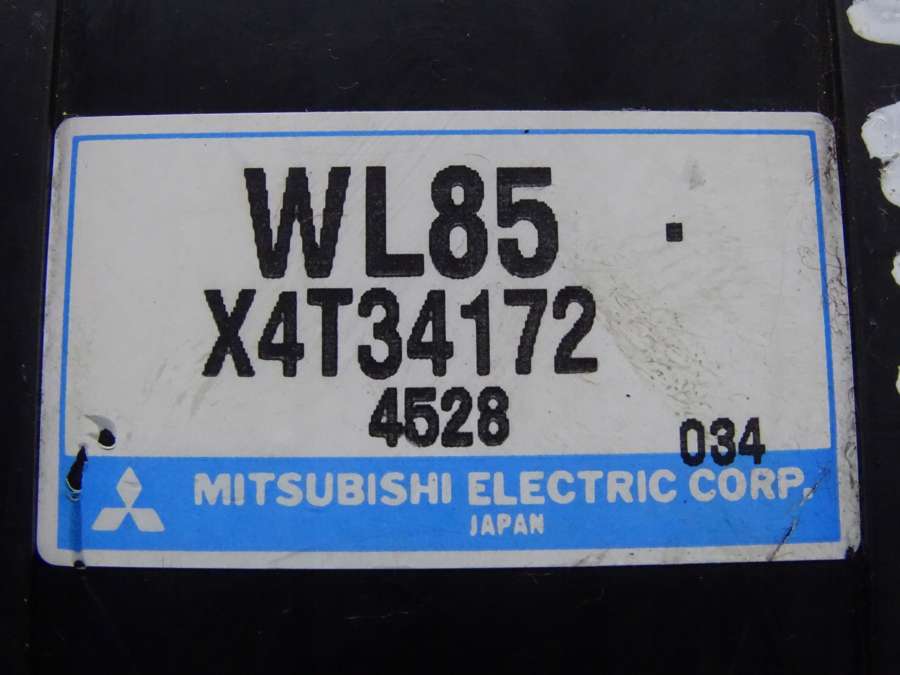 WL85
X4T34172
4528
034
MITSUBISHI ELECTRIC CORP.
JAPAN